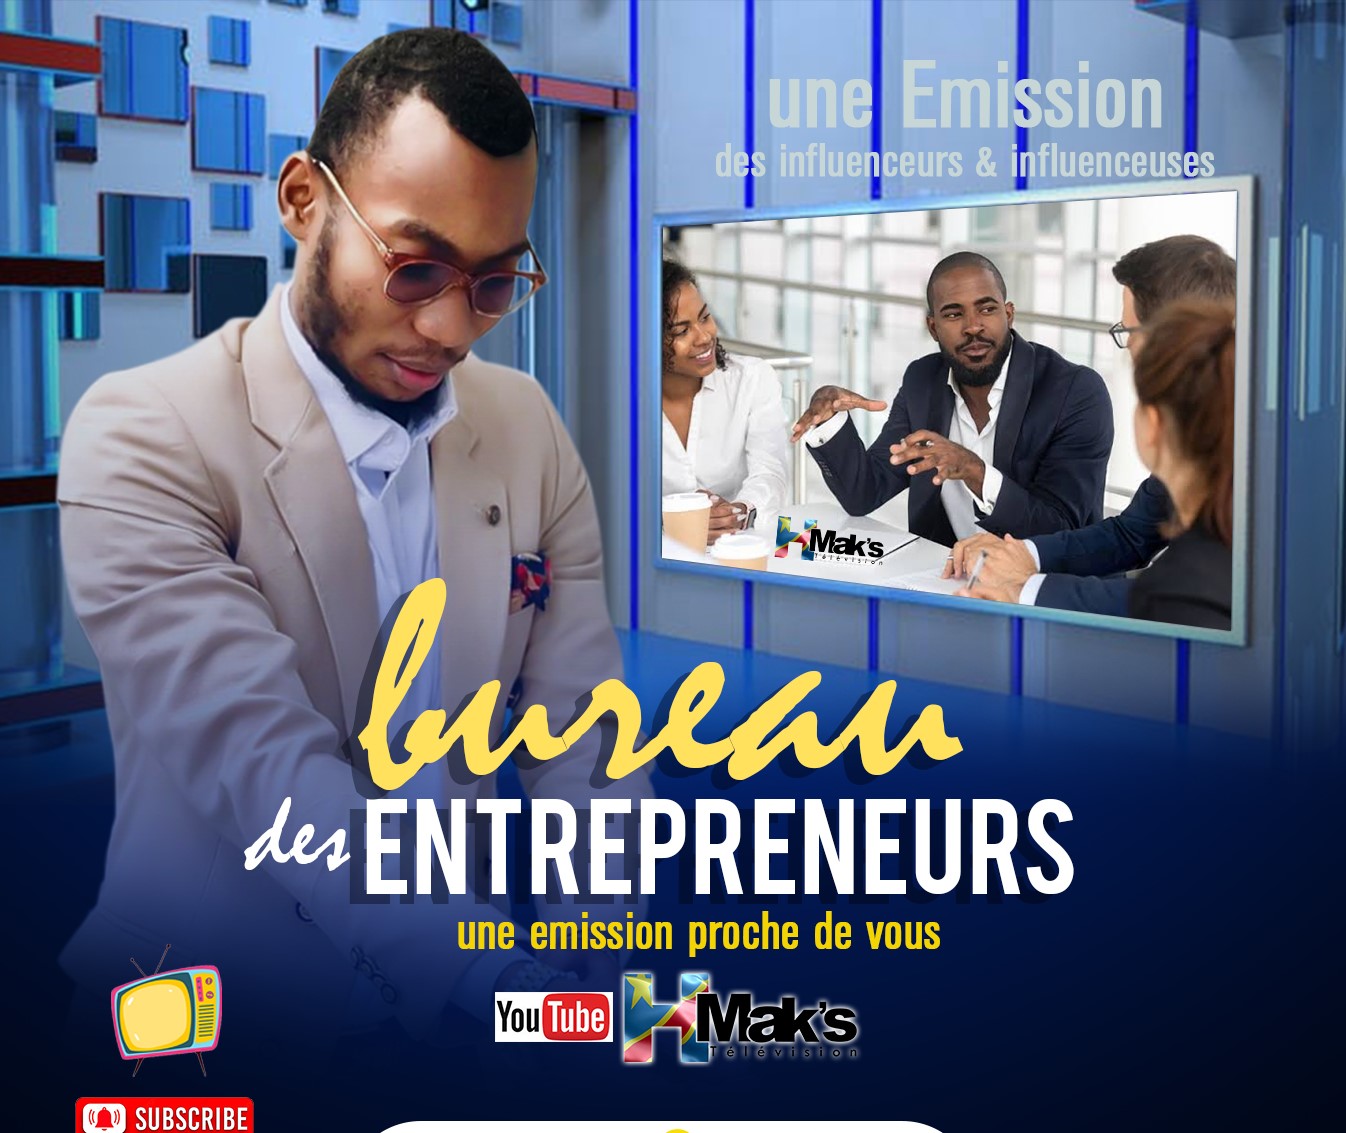 une Emission
des influenceurs & influenceuses
H Mak's
Télévision
bureau
des ENTREPRENEURS
une emission proche de vous
YouTube
H Mak's
Télévision
SUBSCRIBE